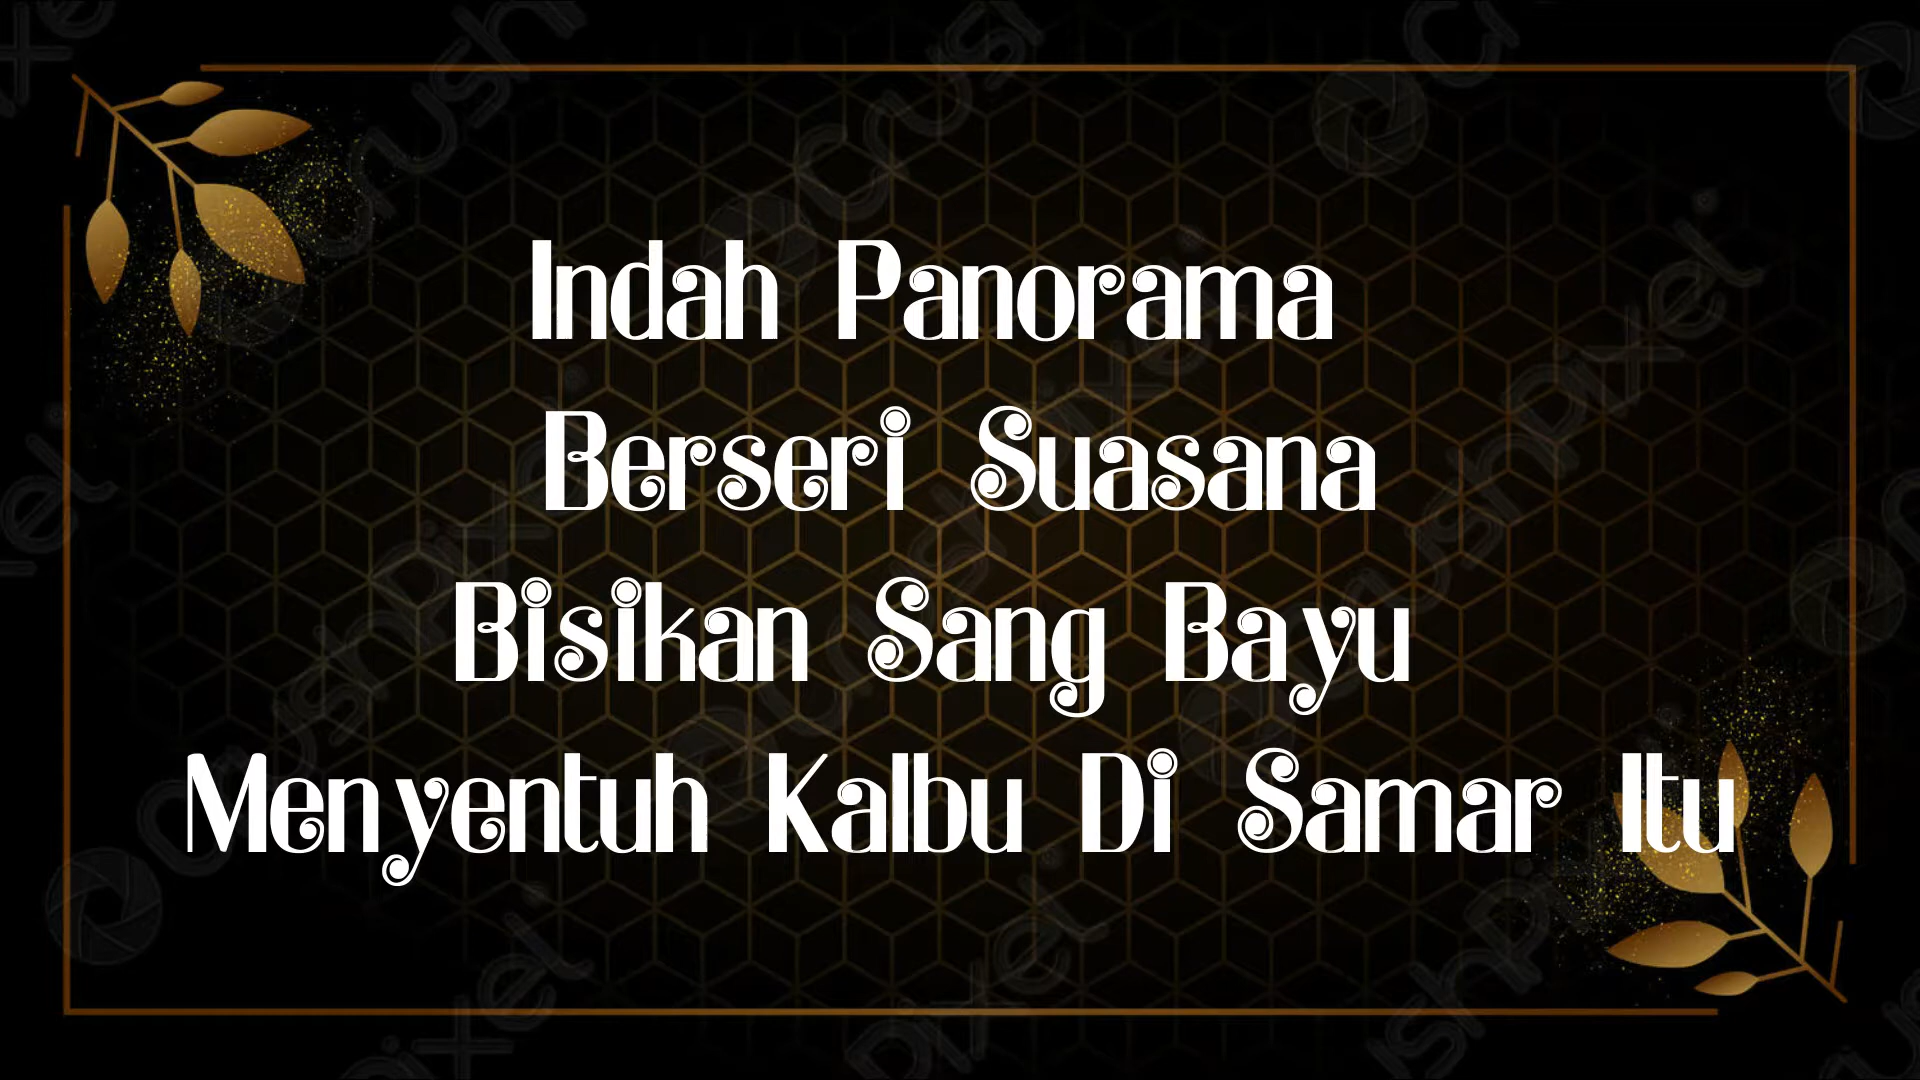 Indah Panorama
Berseri Suasana
Bisikan Sang Bayu
Menyentuh Kalbu Di Samar Itu